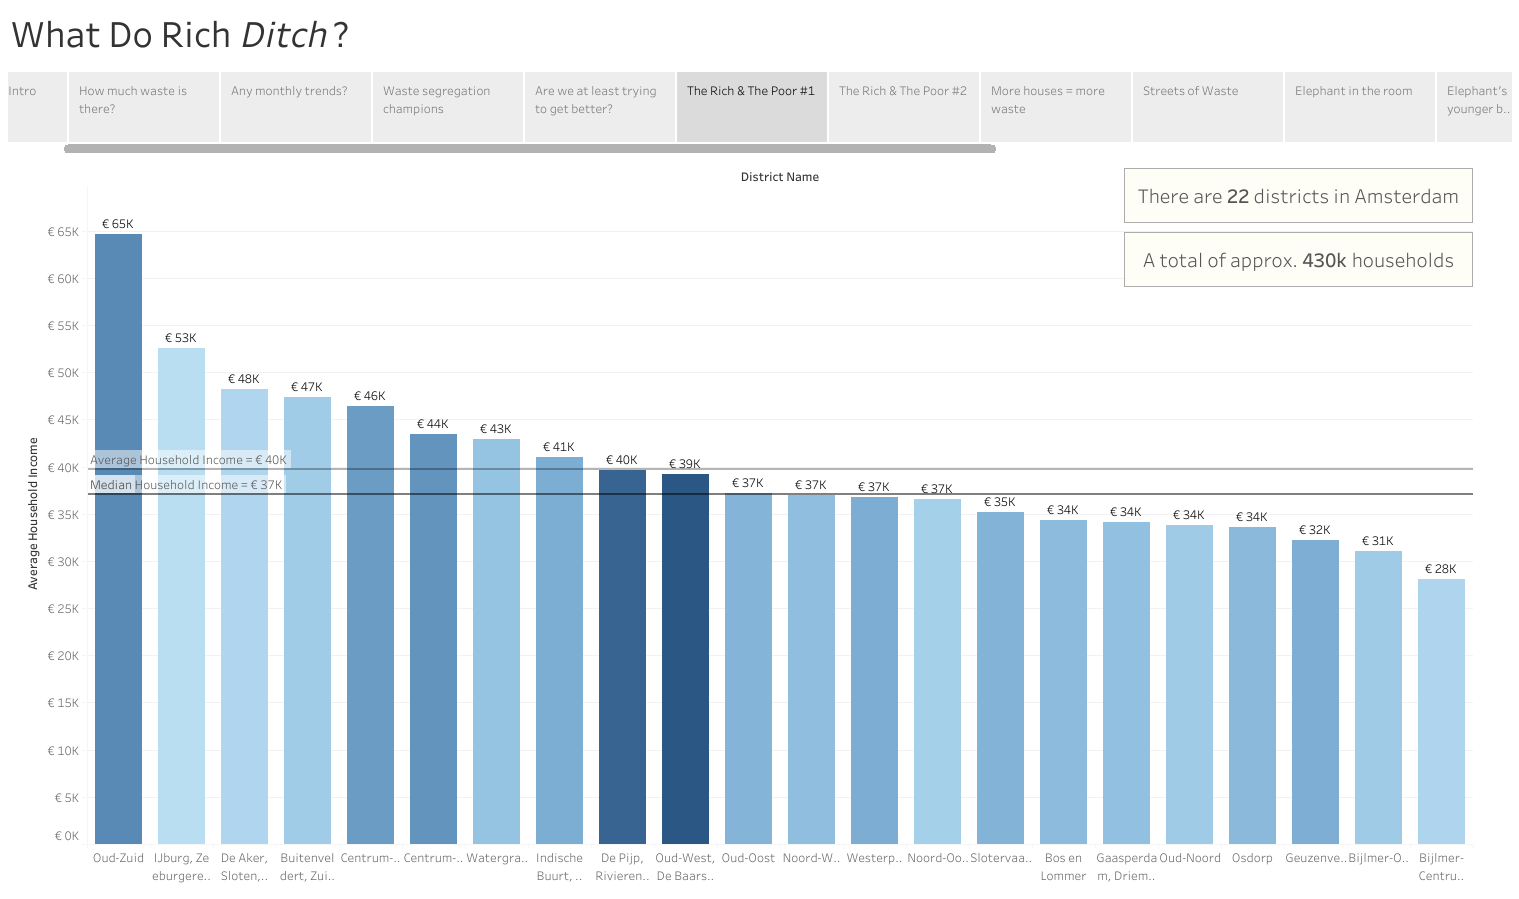 What Do Rich Ditch?
Intro
How much waste is
there?
Any monthly trends?
Waste segregation
champions
Are we at least trying
to get better?
The Rich & The Poor #1
The Rich & The Poor #2
More houses = more
waste
Streets of Waste
Elephant in the room
Elephant's
younger b..
District Name
There are 22 districts in Amsterdam
A total of approx. 430k households
Average Household Income
€ 65K
€ 60K
€ 55K
€ 50K
€ 45K
€ 40K
€ 35K
€ 30K
€ 25K
€ 20K
€ 15K
€ 10K
€ 5K
€ 0K
€ 65K
€ 53K
€ 48K
€ 47K
€ 46K
€ 44K
€ 43K
€ 41K
€ 40K
€ 39K
€ 37K
€ 37K
€ 37K
€ 37K
€ 35K
€ 34K
€ 34K
€ 34K
€ 34K
€ 32K
€ 31K
€ 28K
Average Household Income = € 40K
Median Household Income = € 37K
Oud-Zuid
IJburg, Ze
eburgere..
De Aker,
Sloten,..
Buitenvel
dert, Zui..
Centrum-..
Centrum-..
Watergra..
Indische
Buurt, ..
De Pijp,
Rivieren..
Oud-West,
De Baars..
Oud-Oost
Noord-W..
Westerp..
Noord-Oo..
Slotervaa..
Bos en
Lommer
Gaasperda
m, Driem..
Oud-Noord
Osdorp
Geuzenve..
Bijlmer-O..
Bijlmer-
Centru..